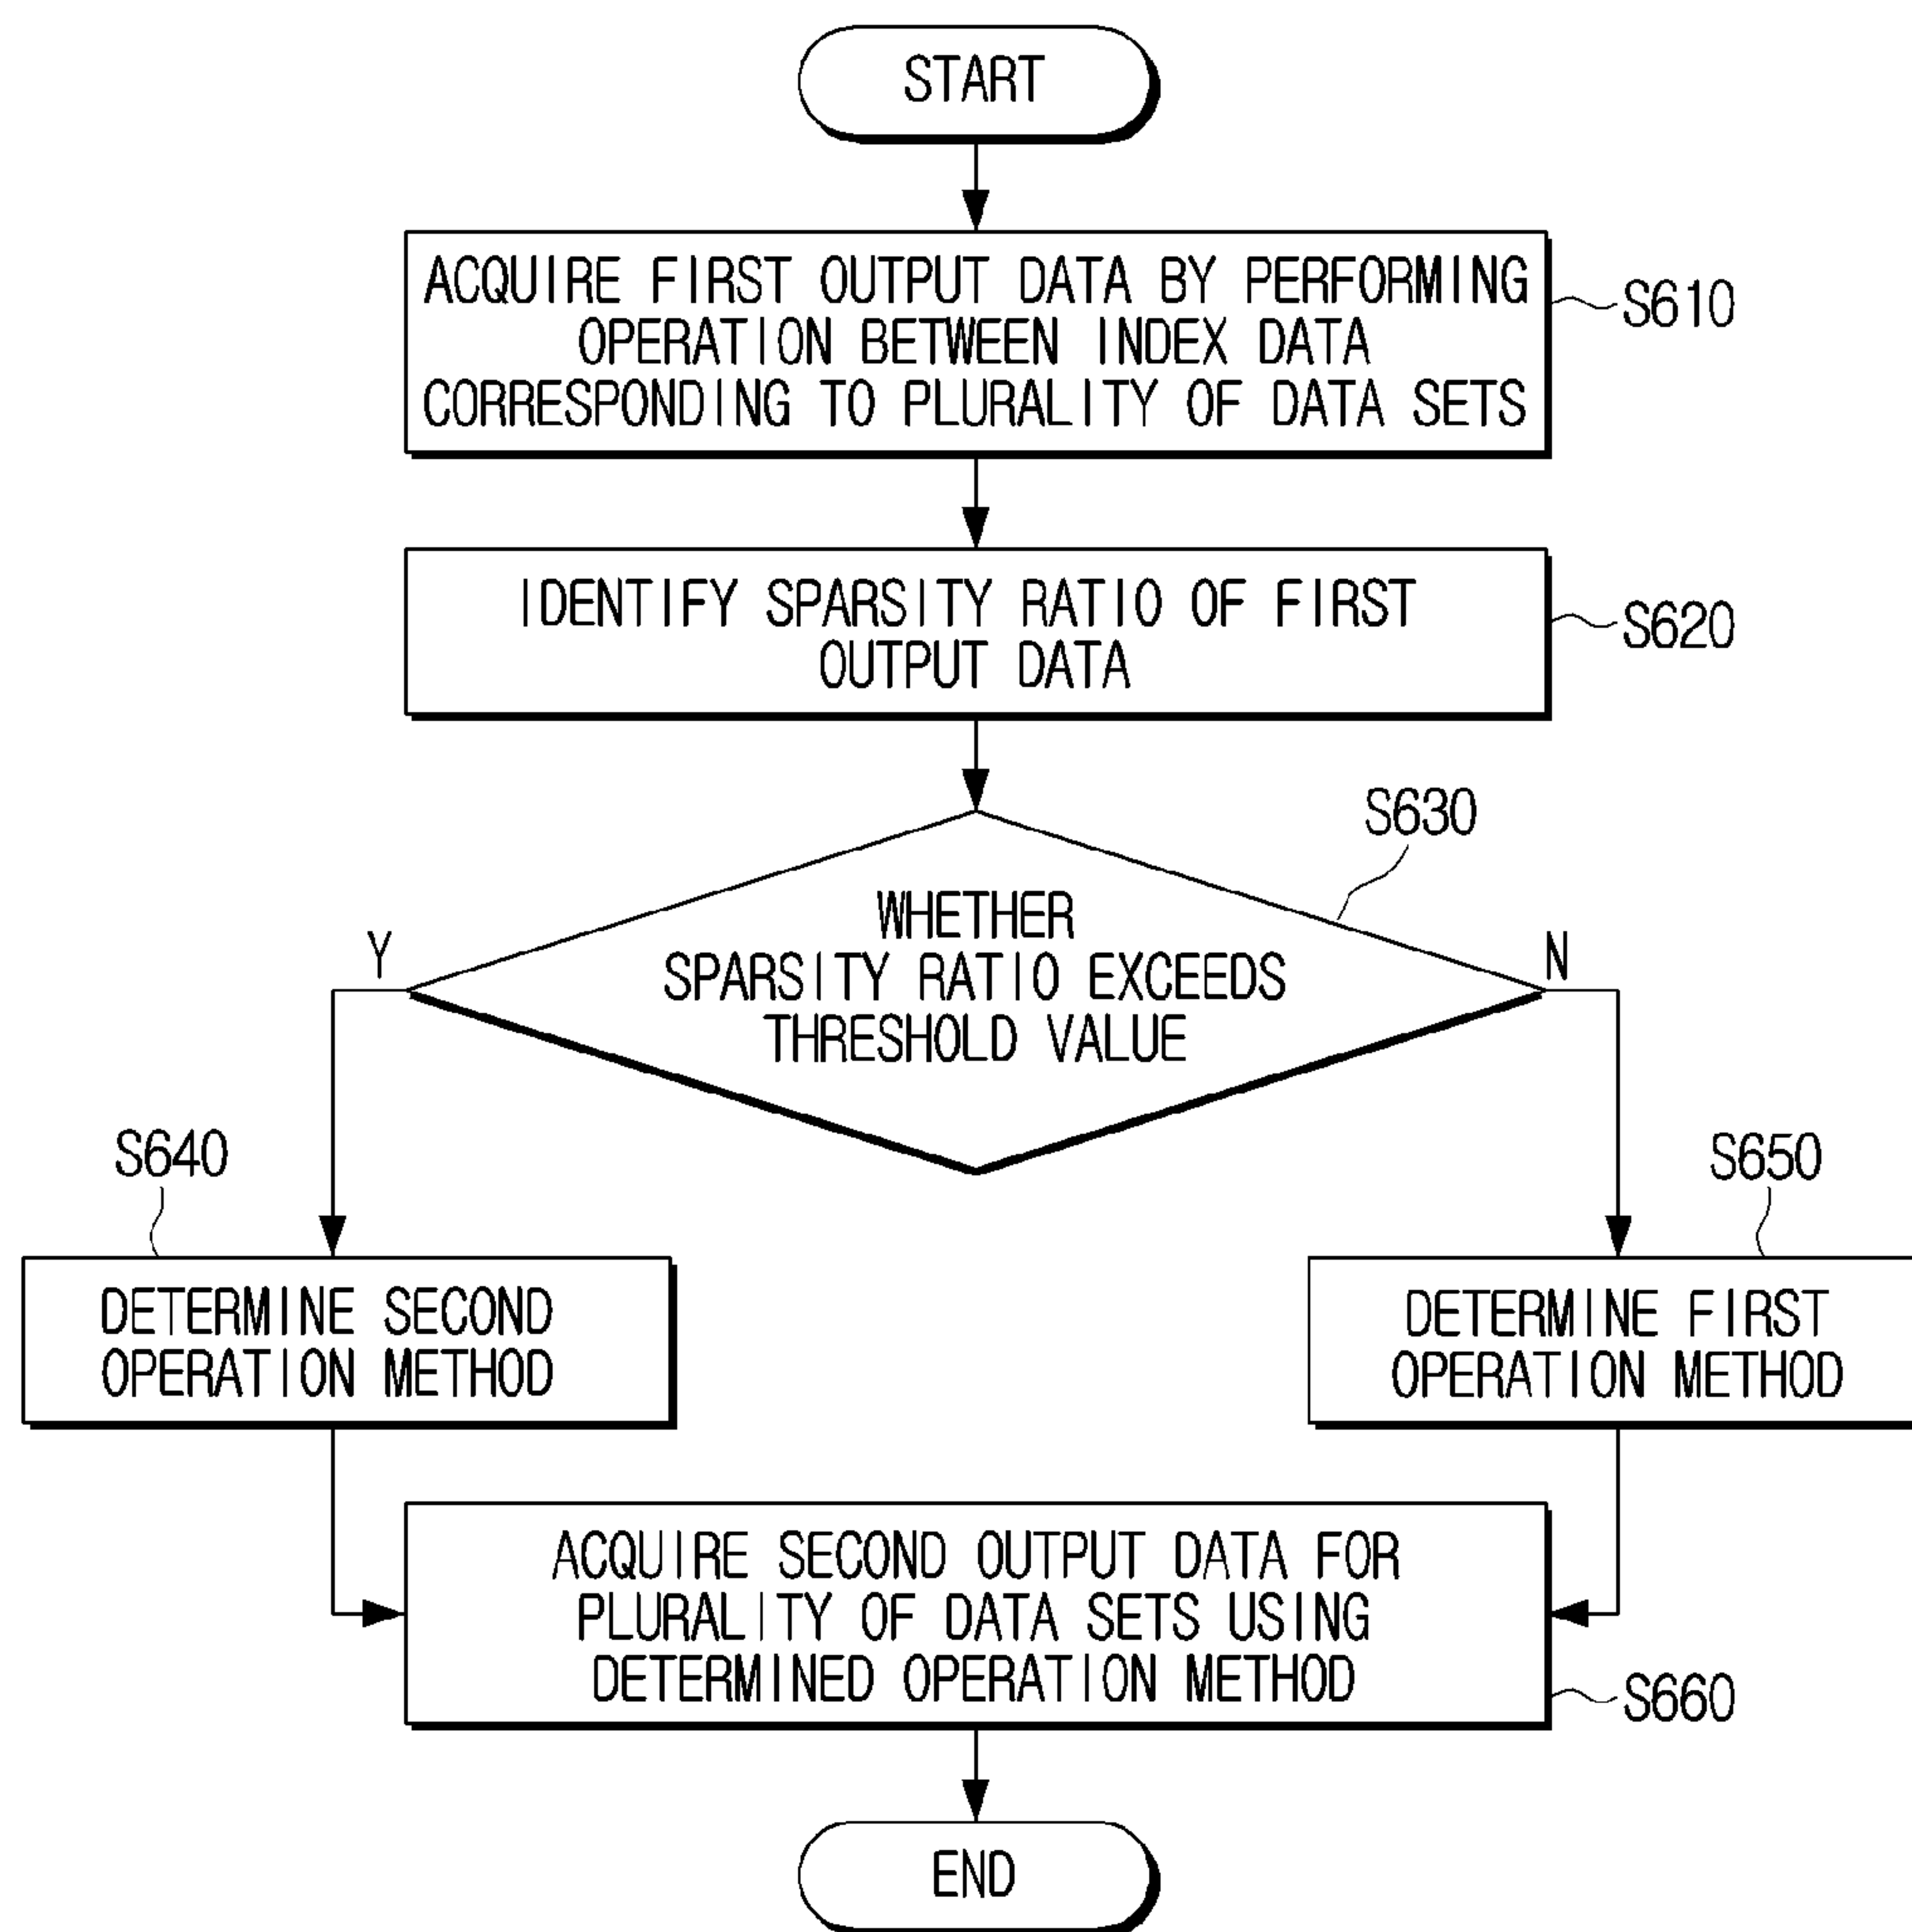 START
ACQUIRE FIRST OUTPUT DATA BY PERFORMING
OPERATION BETWEEN INDEX DATA
CORRESPONDING TO PLURALITY OF DATA SETS
S610
IDENTIFY SPARSITY RATIO OF FIRST
OUTPUT DATA
S620
S630
WHETHER
SPARSITY RATIO EXCEEDS
THRESHOLD VALUE
Y
N
S640
DETERMINE SECOND
OPERATION METHOD
S650
DETERMINE FIRST
OPERATION METHOD
ACQUIRE SECOND OUTPUT DATA FOR
PLURALITY OF DATA SETS USING
DETERMINED OPERATION METHOD
S660
END